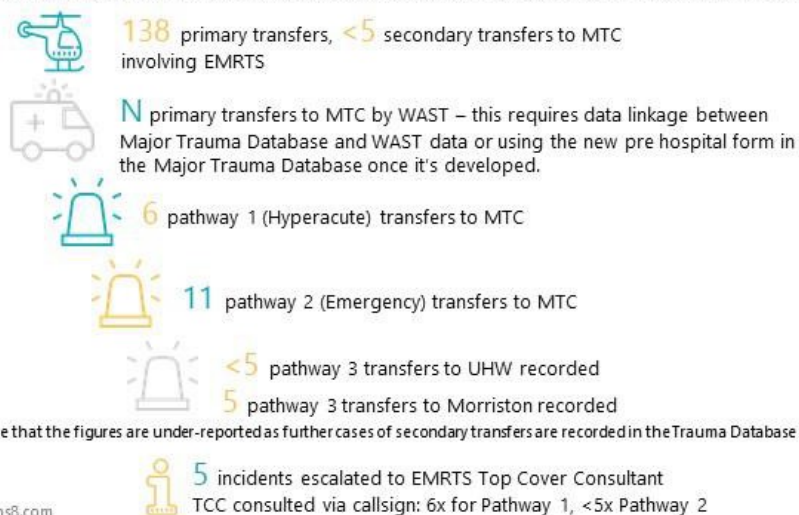 138 primary transfers, <5 secondary transfers to MTC
involving EMRTS
N primary transfers to MTC by WAST – this requires data linkage between
Major Trauma Database and WAST data or using the new pre hospital form in
the Major Trauma Database once it's developed.
6 pathway 1 (Hyperacute) transfers to MTC
11 pathway 2 (Emergency) transfers to MTC
<5 pathway 3 transfers to UHW recorded
5 pathway 3 transfers to Morriston recorded
e that the figures are under-reported as further cases of secondary transfers are recorded in the Trauma Database
5 incidents escalated to EMRTS Top Cover Consultant
TCC consulted via callsign: 6x for Pathway 1, <5x Pathway 2
ns8.com